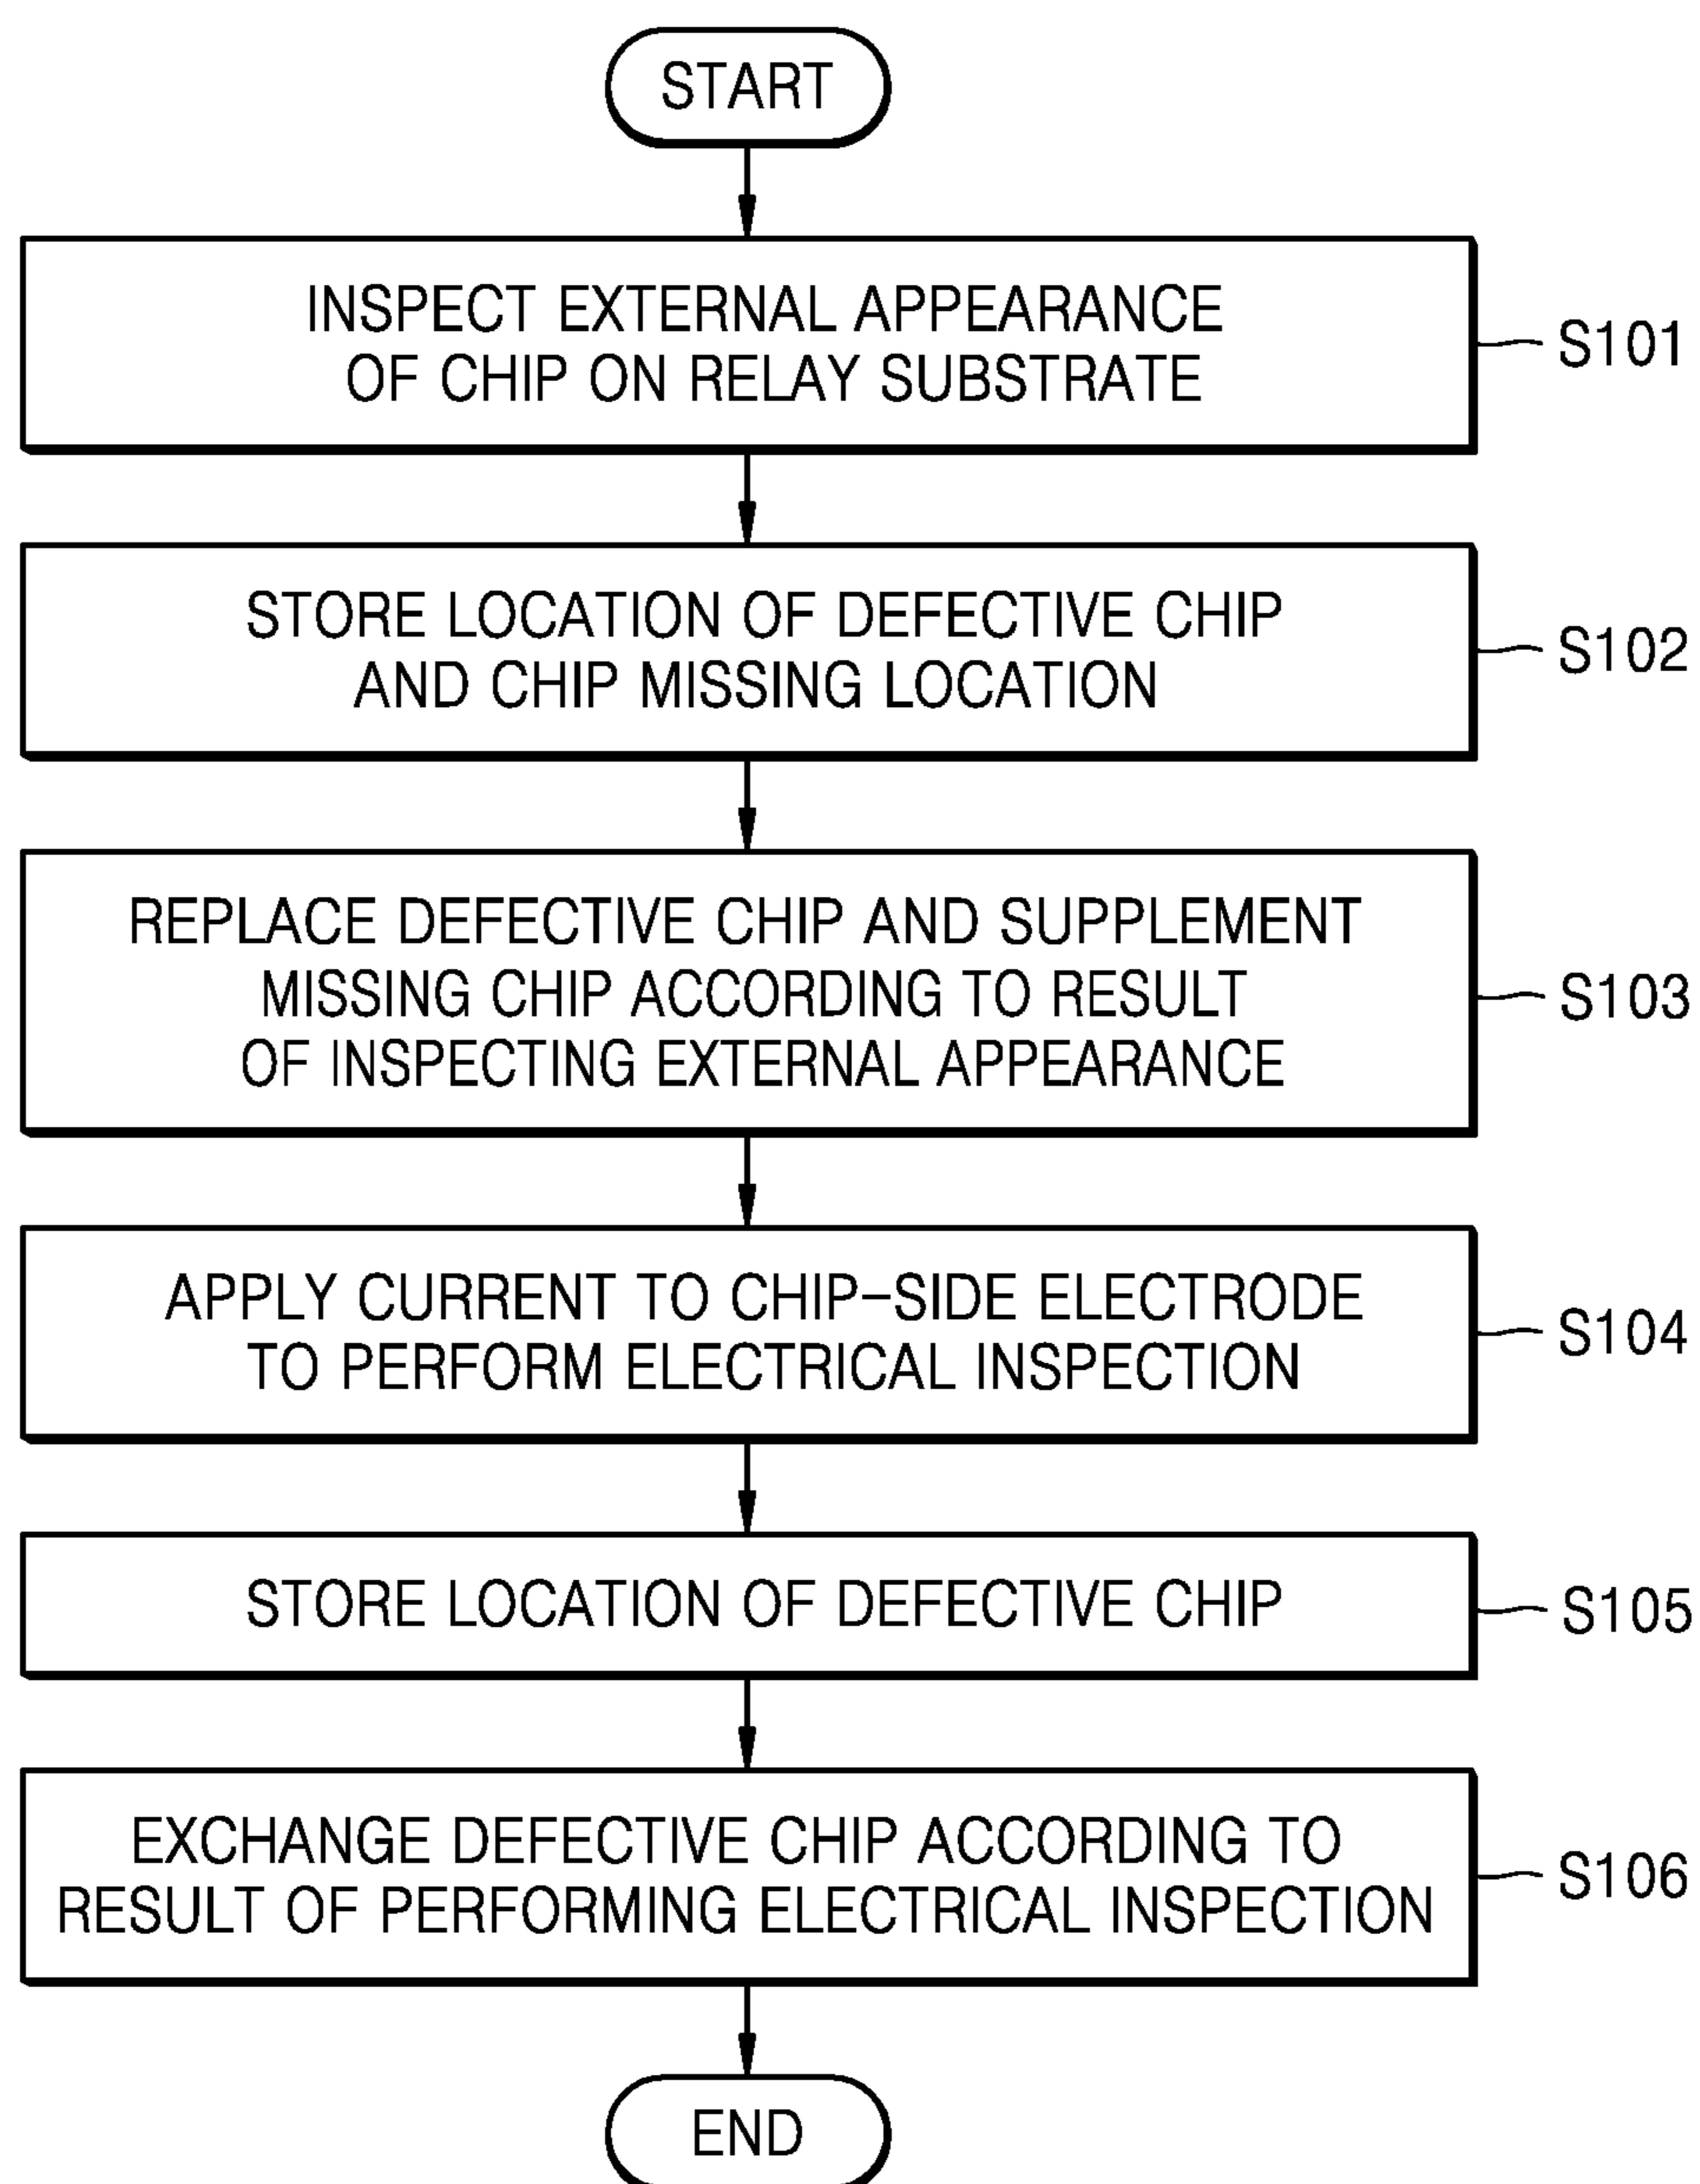 START
INSPECT EXTERNAL APPEARANCE
OF CHIP ON RELAY SUBSTRATE
S101
STORE LOCATION OF DEFECTIVE CHIP
AND CHIP MISSING LOCATION
S102
REPLACE DEFECTIVE CHIP AND SUPPLEMENT
MISSING CHIP ACCORDING TO RESULT
OF INSPECTING EXTERNAL APPEARANCE
S103
APPLY CURRENT TO CHIP-SIDE ELECTRODE
TO PERFORM ELECTRICAL INSPECTION
S104
STORE LOCATION OF DEFECTIVE CHIP
S105
EXCHANGE DEFECTIVE CHIP ACCORDING TO
RESULT OF PERFORMING ELECTRICAL INSPECTION
S106
END